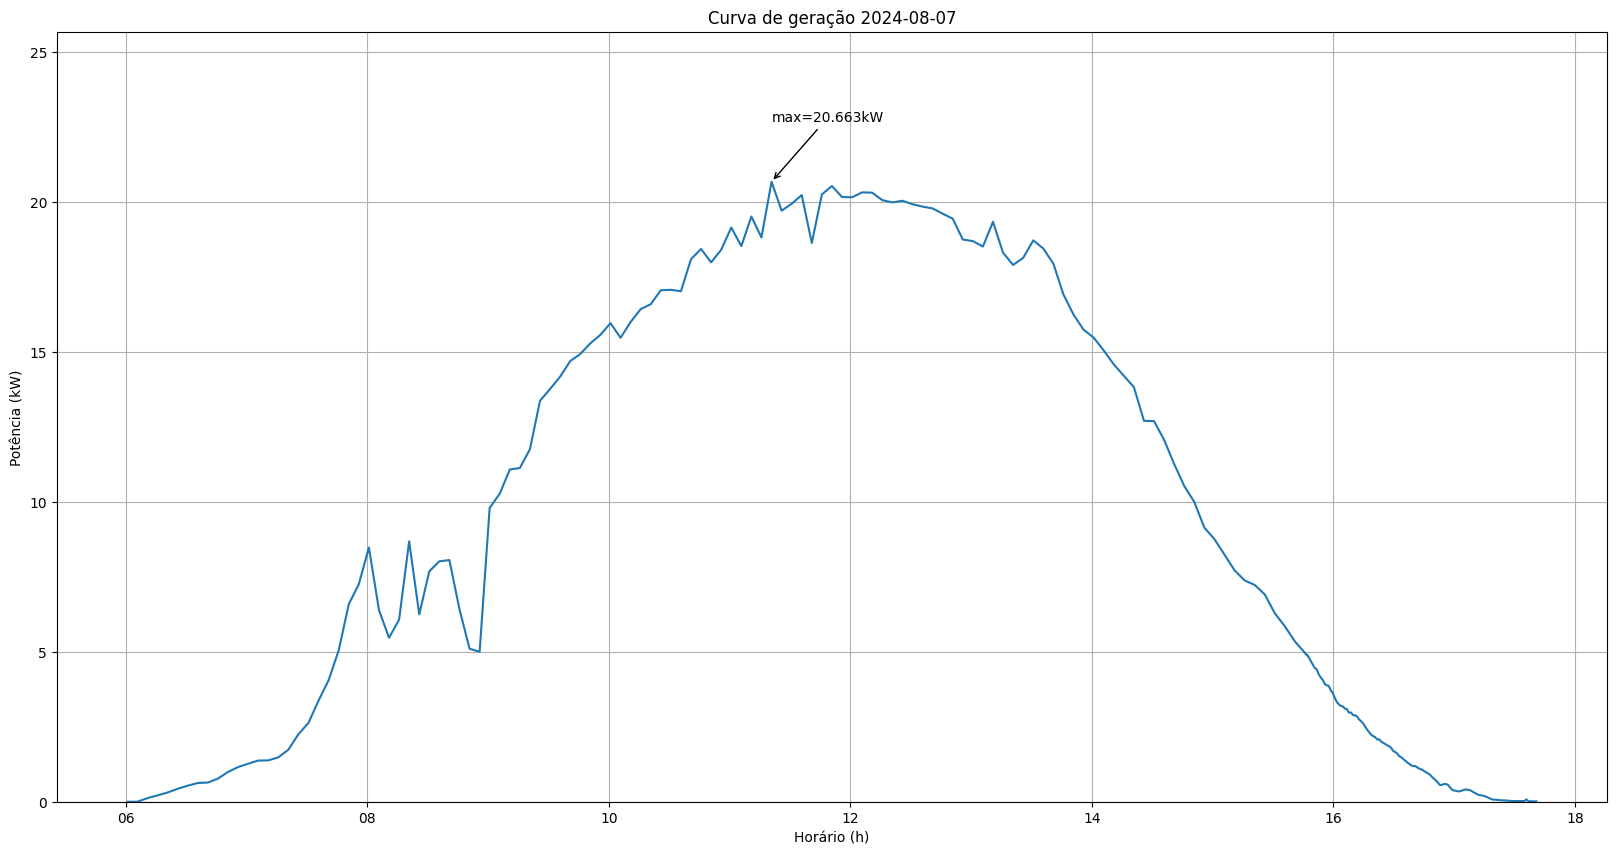 Curva de geração 2024-08-07
25
max=20.663kW
20
15
Potência (kW)
10
5
0
06 08 10 12 14 16 18
Horário (h)